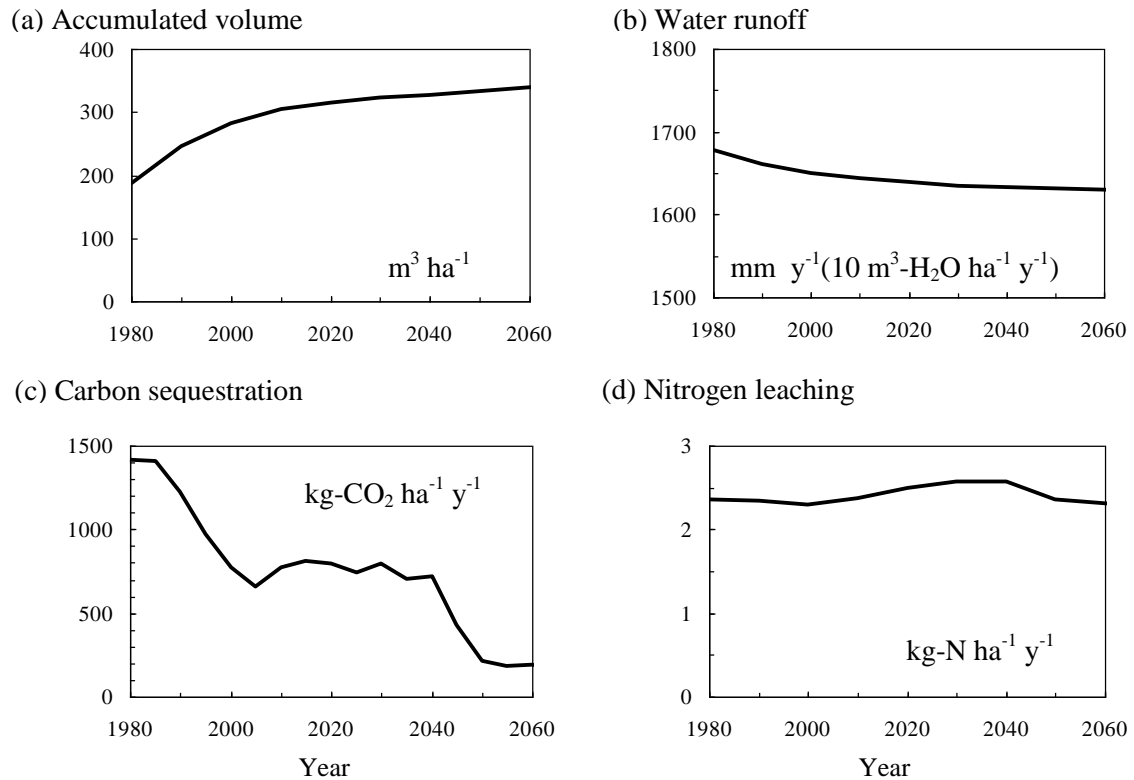 (a) Accumulated volume
400
300
200
100
0
m³ ha⁻¹
1980 2000 2020 2040 2060
(b) Water runoff
1800
1700
1600
1500
mm y⁻¹(10 m³-H₂O ha⁻¹ y⁻¹)
1980 2000 2020 2040 2060
(c) Carbon sequestration
1500
1000
500
0
kg-CO₂ ha⁻¹ y⁻¹
1980 2000 2020 2040 2060
Year
(d) Nitrogen leaching
3
2
1
0
kg-N ha⁻¹ y⁻¹
1980 2000 2020 2040 2060
Year